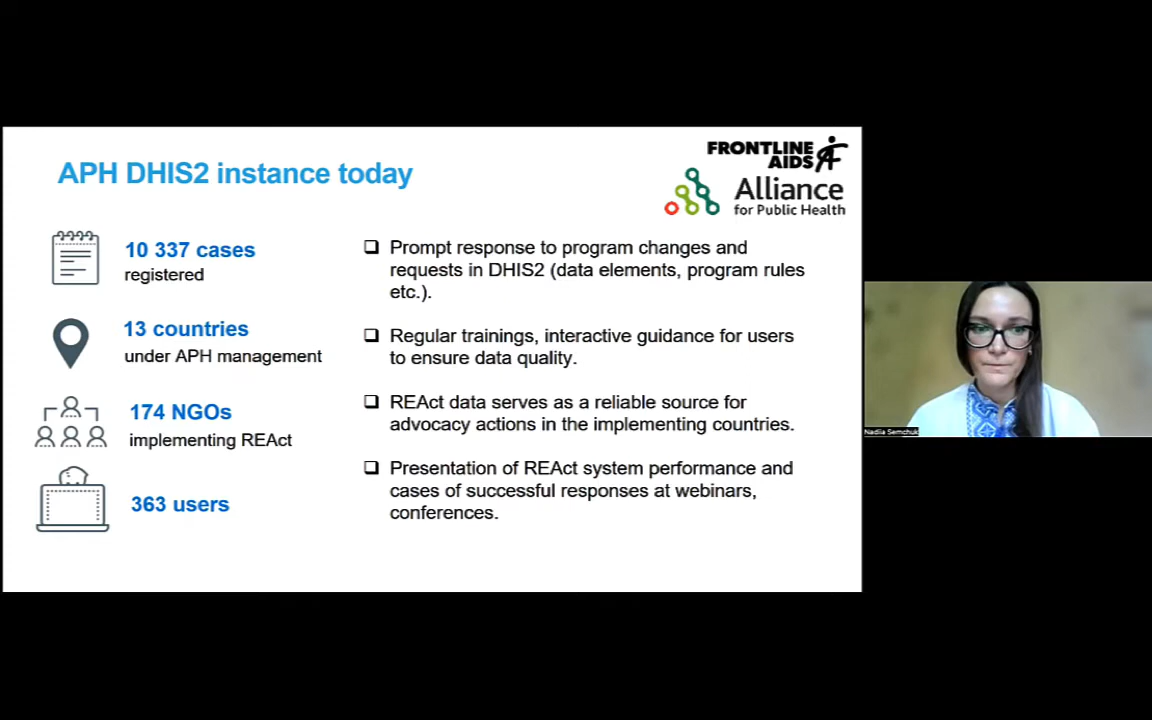 APH DHIS2 instance today
FRONTLINE
AIDS
Alliance
for Public Health
10 337 cases
registered
13 countries
under APH management
174 NGOs
implementing REAct
363 users
❑ Prompt response to program changes and
requests in DHIS2 (data elements, program rules
etc.).
❑ Regular trainings, interactive guidance for users
to ensure data quality.
❑ REAct data serves as a reliable source for
advocacy actions in the implementing countries.
❑ Presentation of REAct system performance and
cases of successful responses at webinars,
conferences.
Nadiia Semchuk